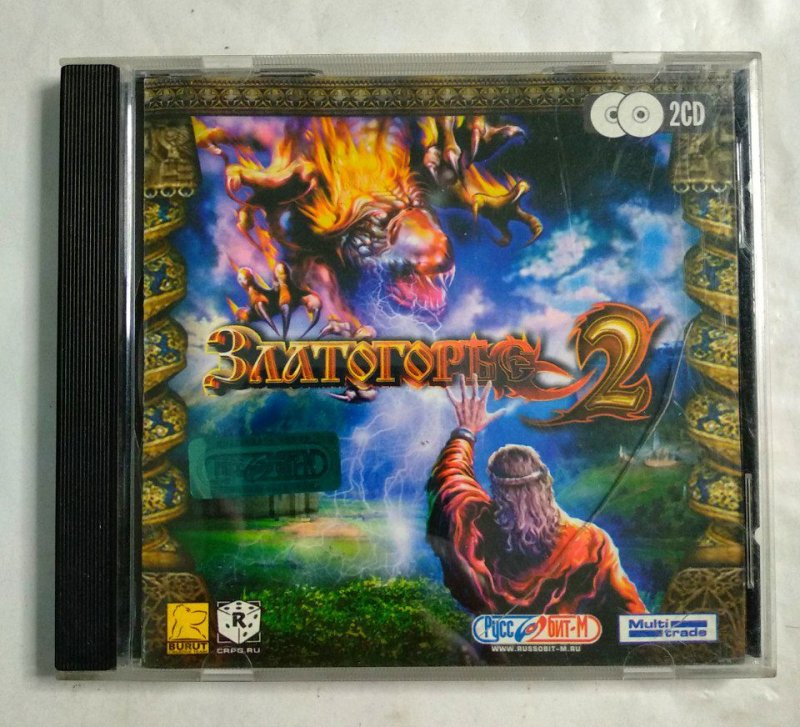 2CD
Златогорье 2
BURUT
R
CRPG.RU
Руссобит-М
WWW.RUSSOBIT-M.RU
Multi
trade